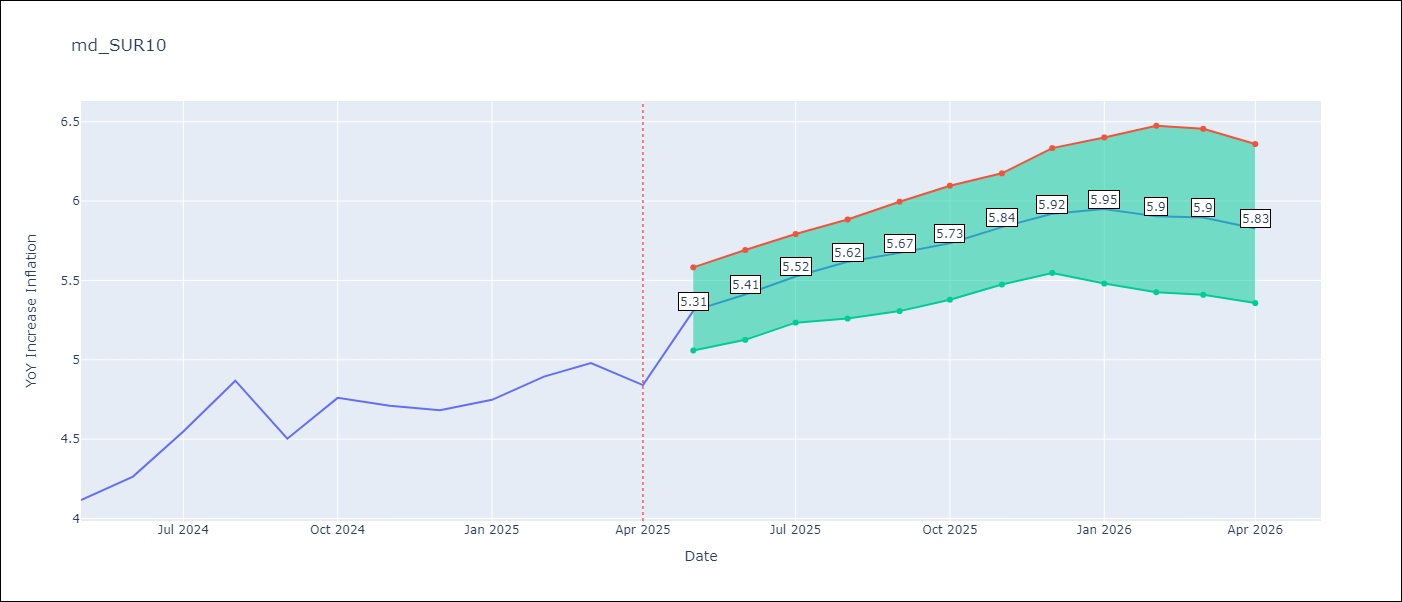 md_SUR10
YoY Increase Inflation
6.5
6
5.5
5
4.5
4
5.31
5.41
5.52
5.62
5.67
5.73
5.84
5.92
5.95
5.9
5.9
5.83
Jul 2024
Oct 2024
Jan 2025
Apr 2025
Jul 2025
Oct 2025
Jan 2026
Apr 2026
Date